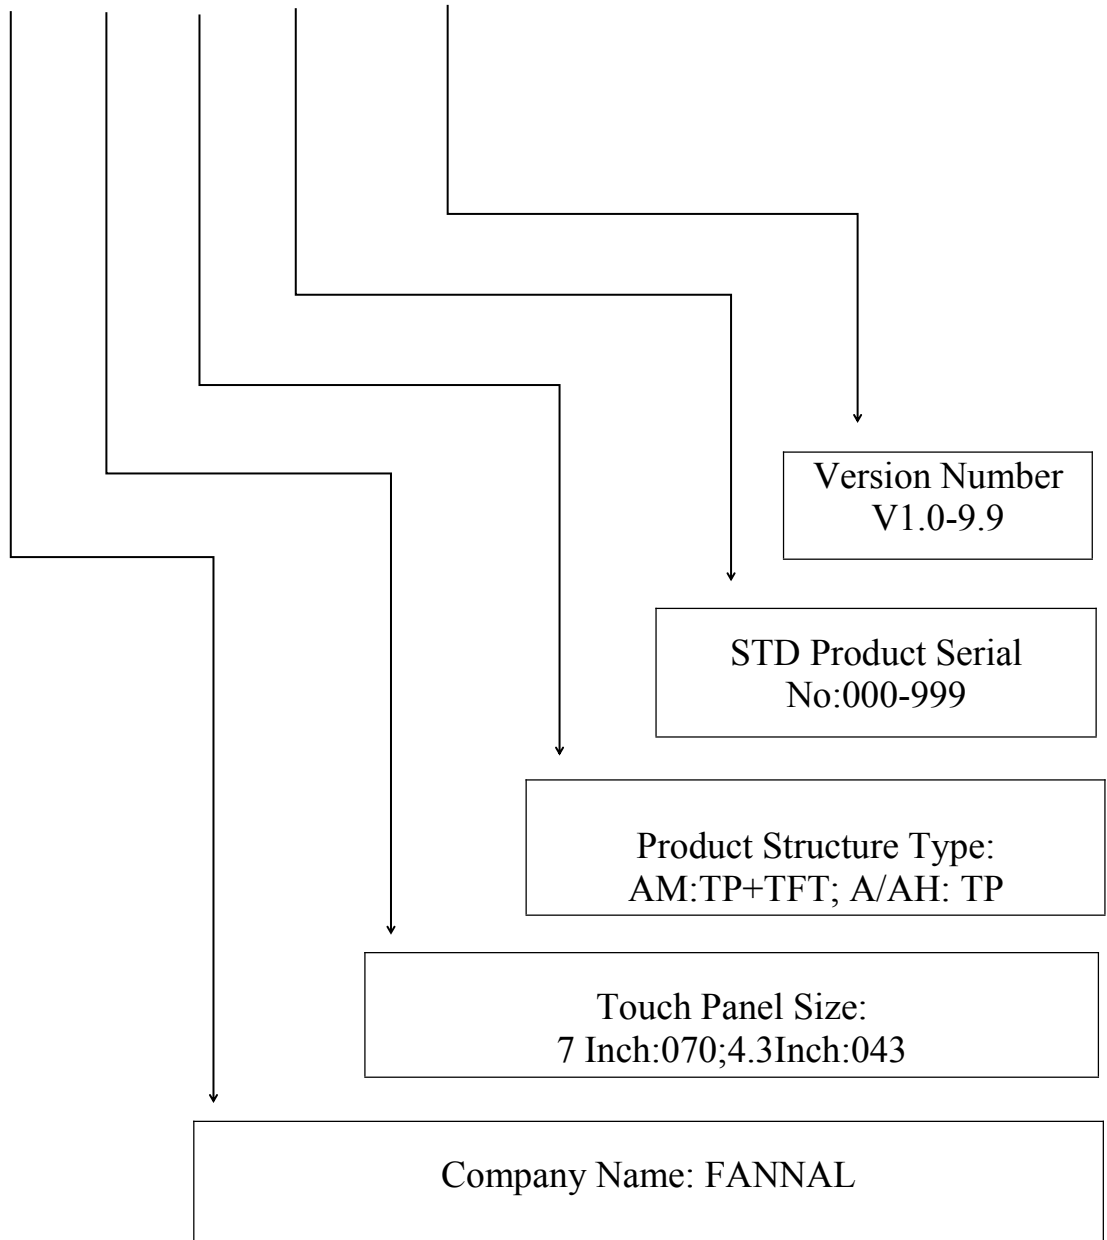 Version Number
V1.0-9.9
STD Product Serial
No:000-999
Product Structure Type:
AM:TP+TFT; A/AH: TP
Touch Panel Size:
7 Inch:070;4.3Inch:043
Company Name: FANNAL